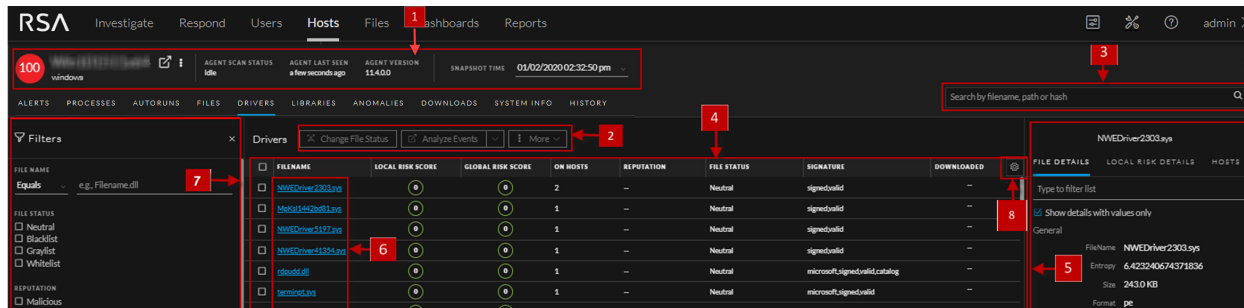 RSA Investigate Respond Users Hosts Files Dashboards Reports admin
1
100
windows
AGENT SCAN STATUS
Idle
AGENT LAST SEEN
a few seconds ago
AGENT VERSION
11.4.0.0
SNAPSHOT TIME 01/02/2020 02:32:50 pm
3
ALERTS PROCESSES AUTORUNS FILES DRIVERS LIBRARIES ANOMALIES DOWNLOADS SYSTEM INFO HISTORY
Search by filename, path or hash
Filters ×
Drivers Change File Status Analyze Events More
2
4
FILE NAME
Equals e.g., Filename.dll
7
FILE STATUS
Neutral
Blacklist
Graylist
Whitelist
REPUTATION
Malicious
FILENAME LOCAL RISK SCORE GLOBAL RISK SCORE ON HOSTS REPUTATION FILE STATUS SIGNATURE DOWNLOADED
NWEDriver2303.sys 0 0 2 -- Neutral signed,valid --
MpKsl1442bd81.sys 0 0 1 -- Neutral signed,valid --
NWEDriver5197.sys 0 0 1 -- Neutral signed,valid --
NWEDriver41354.sys 0 0 1 -- Neutral signed,valid --
rdpudd.dll 0 0 1 -- Neutral microsoft,signed,valid,catalog --
terminpt.sys 0 0 1 -- Neutral microsoft,signed,valid --
6
8
NWEDriver2303.sys
FILE DETAILS LOCAL RISK DETAILS HOSTS
Type to filter list
Show details with values only
General
FileName NWEDriver2303.sys
Entropy 6.423240674371836
Size 243.0 KB
Format pe
5